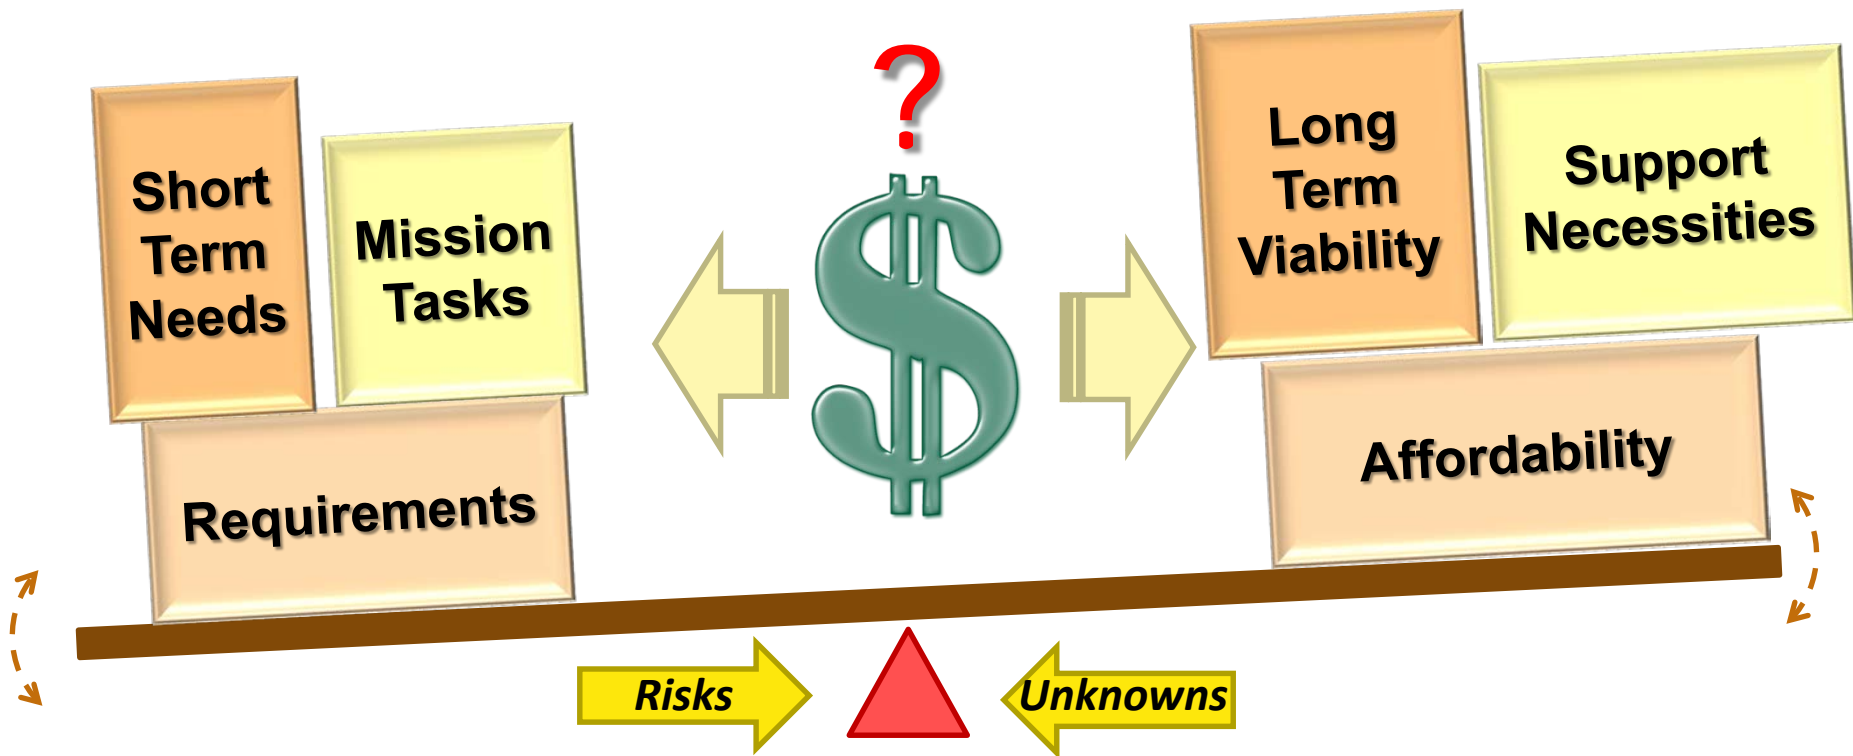 Short
Term
Needs
Mission
Tasks
Requirements
?
$
Long
Term
Viability
Support
Necessities
Affordability
Risks
Unknowns